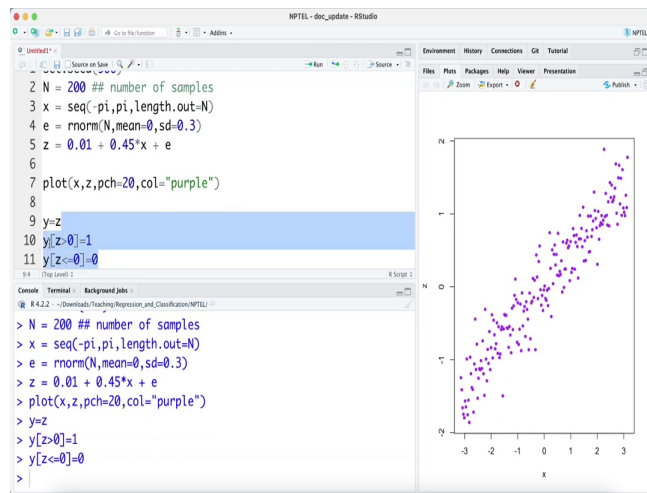 NPTEL - doc_update - RStudio
Go to file/function
Addins
NPTEL
Untitled1*
Source on Save
Run
Source
2 N = 200 ## number of samples
3 x = seq(-pi,pi,length.out=N)
4 e = rnorm(N,mean=0,sd=0.3)
5 z = 0.01 + 0.45*x + e
6
7 plot(x,z,pch=20,col="purple")
8
9 y=z
10 y[z>0]=1
11 y[z<=0]=0
9:4 (Top Level) R Script
Console Terminal Background Jobs
R 4.2.2 · ~/Downloads/Teaching/Regression_and_Classification/NPTEL/
> N = 200 ## number of samples
> x = seq(-pi,pi,length.out=N)
> e = rnorm(N,mean=0,sd=0.3)
> z = 0.01 + 0.45*x + e
> plot(x,z,pch=20,col="purple")
> y=z
> y[z>0]=1
> y[z<=0]=0
>
Environment History Connections Git Tutorial
Files Plots Packages Help Viewer Presentation
Zoom Export Publish
2
1
0
-1
-2
z
-3 -2 -1 0 1 2 3
x